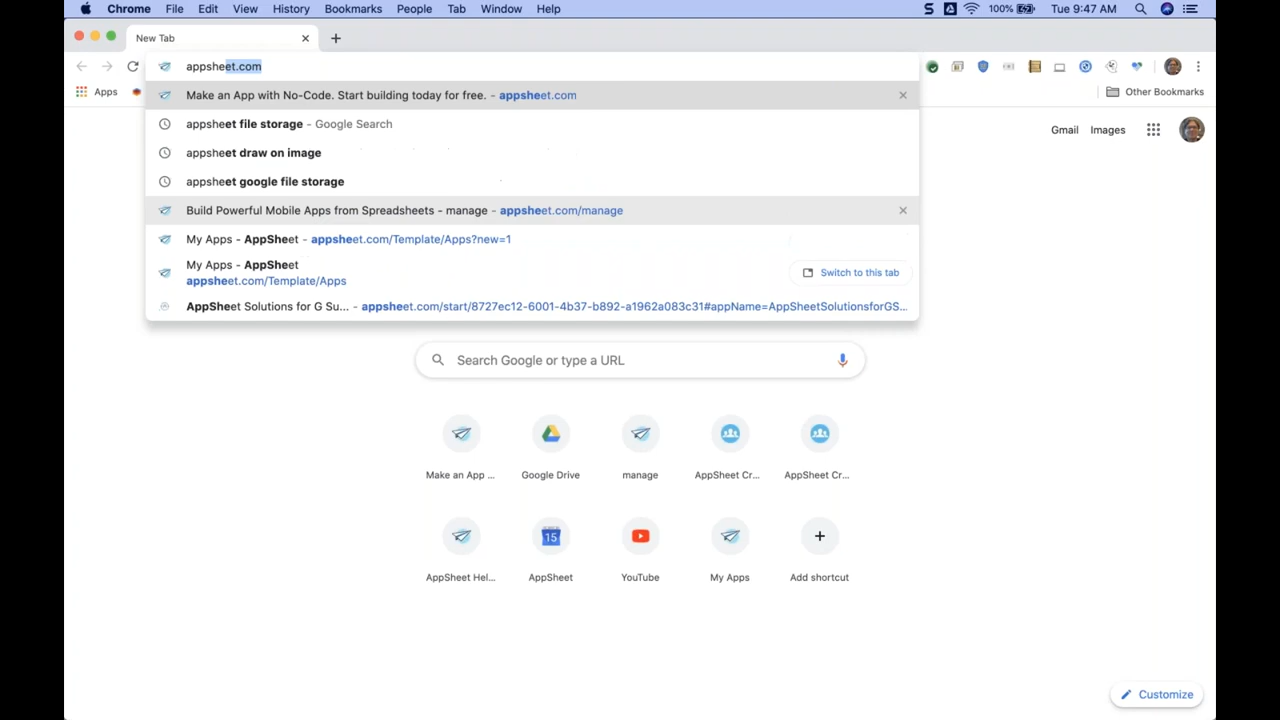 Chrome File Edit View History Bookmarks People Tab Window Help 100% Tue 9:47 AM
New Tab
appsheet.com
Make an App with No-Code. Start building today for free. - appsheet.com
Apps
Other Bookmarks
appsheet file storage - Google Search
Gmail Images
appsheet draw on image
appsheet google file storage
Build Powerful Mobile Apps from Spreadsheets - manage - appsheet.com/manage
My Apps - AppSheet - appsheet.com/Template/Apps?new=1
My Apps - AppSheet
appsheet.com/Template/Apps
Switch to this tab
AppSheet Solutions for G Su... - appsheet.com/start/8727ec12-6001-4b37-b892-a1962a083c31#appName=AppSheetSolutionsforGS...
Search Google or type a URL
Make an App ... Google Drive manage AppSheet Cr... AppSheet Cr...
15
AppSheet Hel... AppSheet YouTube My Apps Add shortcut
Customize